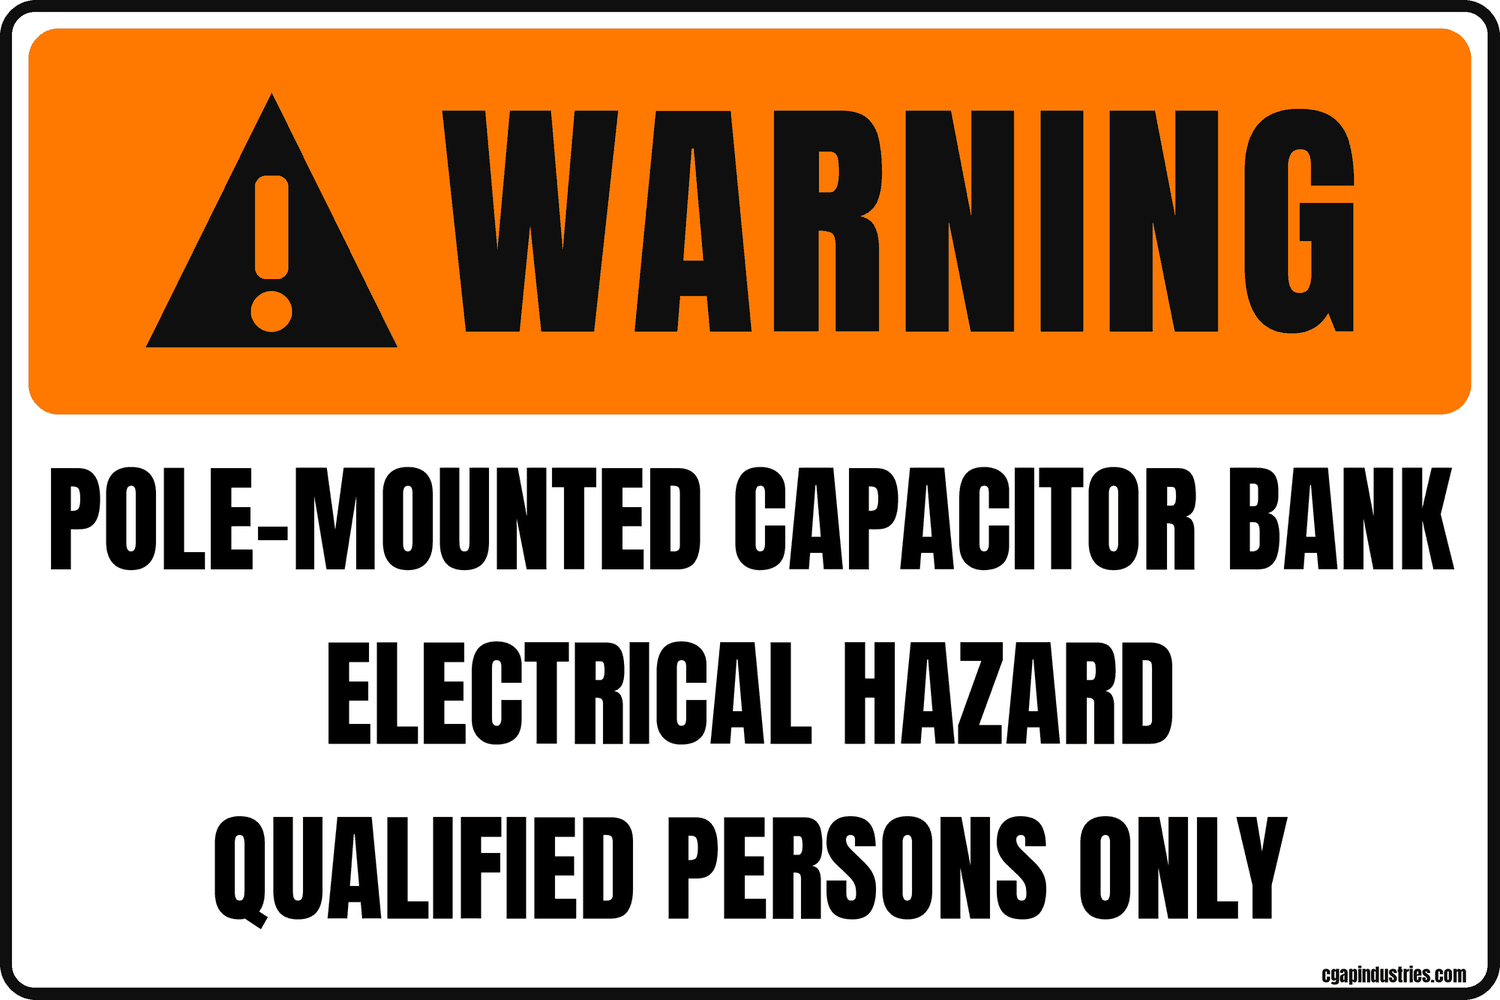 WARNING
POLE-MOUNTED CAPACITOR BANK
ELECTRICAL HAZARD
QUALIFIED PERSONS ONLY
cgapindustries.com